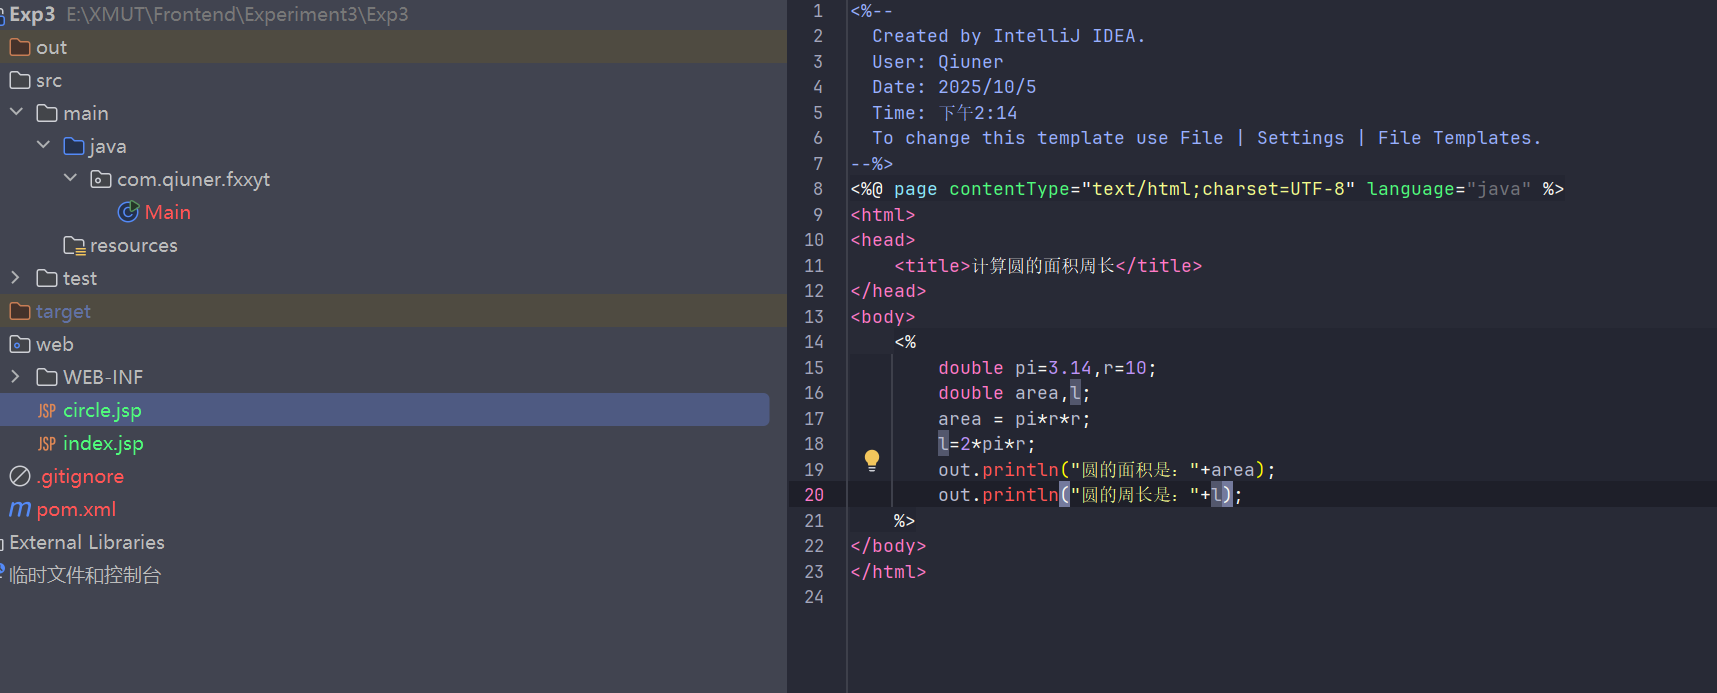 Exp3 E:\XMUT\Frontend\Experiment3\Exp3
out
src
main
java
com.qiuner.fxxyt
Main
resources
test
target
web
WEB-INF
JSP circle.jsp
JSP index.jsp
.gitignore
m pom.xml
External Libraries
临时文件和控制台
1 <%--
2 Created by IntelliJ IDEA.
3 User: Qiuner
4 Date: 2025/10/5
5 Time: 下午2:14
6 To change this template use File | Settings | File Templates.
7 --%>
8 <%@ page contentType="text/html;charset=UTF-8" language="java" %>
9 <html>
10 <head>
11 <title>计算圆的面积周长</title>
12 </head>
13 <body>
14 <%
15 double pi=3.14,r=10;
16 double area,l;
17 area = pi*r*r;
18 l=2*pi*r;
19 out.println("圆的面积是："+area);
20 out.println("圆的周长是："+l);
21 %>
22 </body>
23 </html>
24